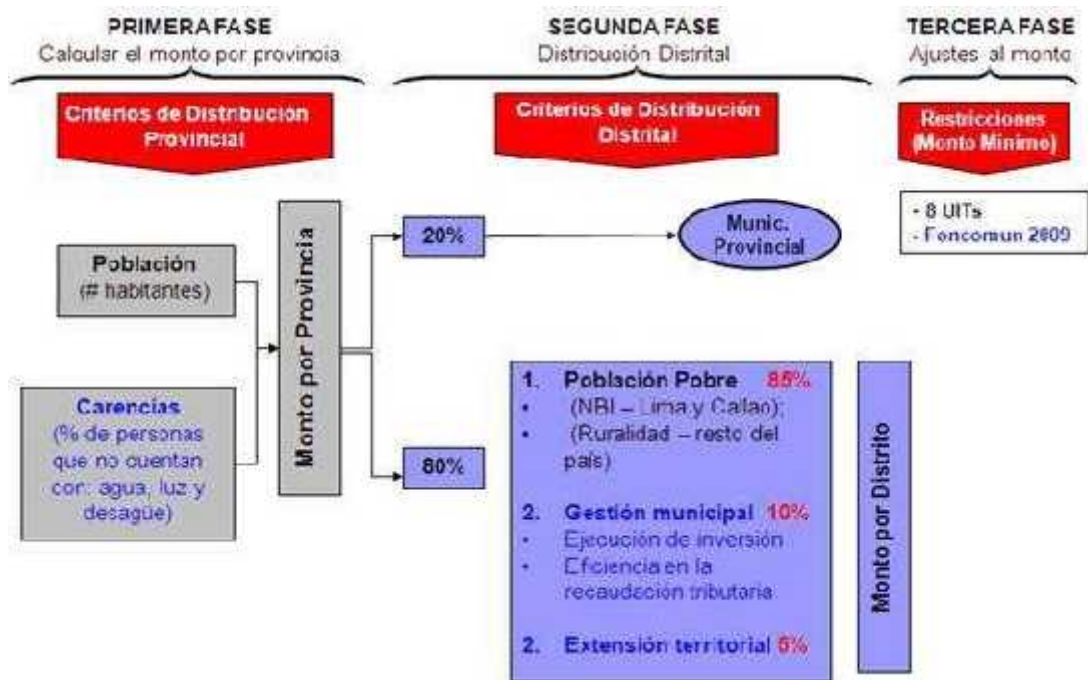 PRIMERA FASE
Calcular el monto por provincia
SEGUNDA FASE
Distribución Distrital
TERCERA FASE
Ajustes al monto
Criterios de Distribución
Provincial
Criterios de Distribución
Distrital
Restricciones
(Monto Mínimo)
- 8 UITs
- Foncomun 2009
Población
(# habitantes)
Carencias
(% de personas
que no cuentan
con: agua, luz y
desagüe)
Monto por Provincia
20%
Munic.
Provincial
80%
1. Población Pobre 85%
• (NBI – Lima y Callao);
• (Ruralidad – resto del
país)
2. Gestión municipal 10%
• Ejecución de inversión
• Eficiencia en la
recaudación tributaria
2. Extensión territorial 5%
Monto por Distrito